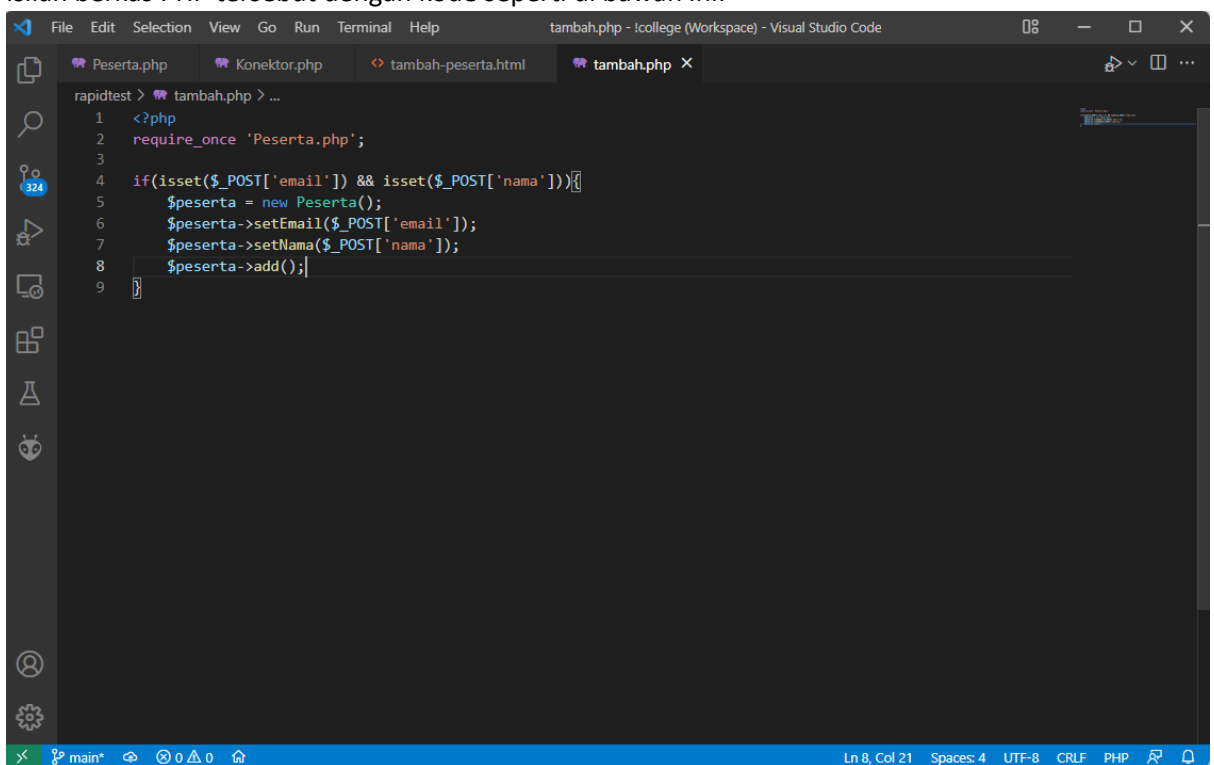 File Edit Selection View Go Run Terminal Help tambah.php - !college (Workspace) - Visual Studio Code
Peserta.php Konektor.php tambah-peserta.html tambah.php
rapidtest > tambah.php > ...
1 <?php
2 require_once 'Peserta.php';
3
4 if(isset($_POST['email']) && isset($_POST['nama'])){
5 $peserta = new Peserta();
6 $peserta->setEmail($_POST['email']);
7 $peserta->setNama($_POST['nama']);
8 $peserta->add();
9 }
324
main* 0 0 Ln 8, Col 21 Spaces: 4 UTF-8 CRLF PHP